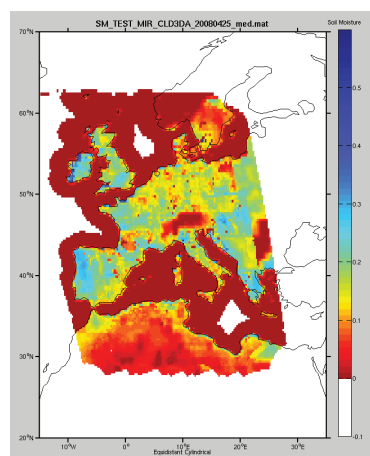 SM_TEST_MIR_CLD3DA_20080425_med.mat
Soil Moisture
70°N
60°N
50°N
40°N
30°N
20°N
10°W
0°
10°E
20°E
30°E
Equidistant Cylindrical
0.5
0.4
0.3
0.2
0.1
0
-0.1